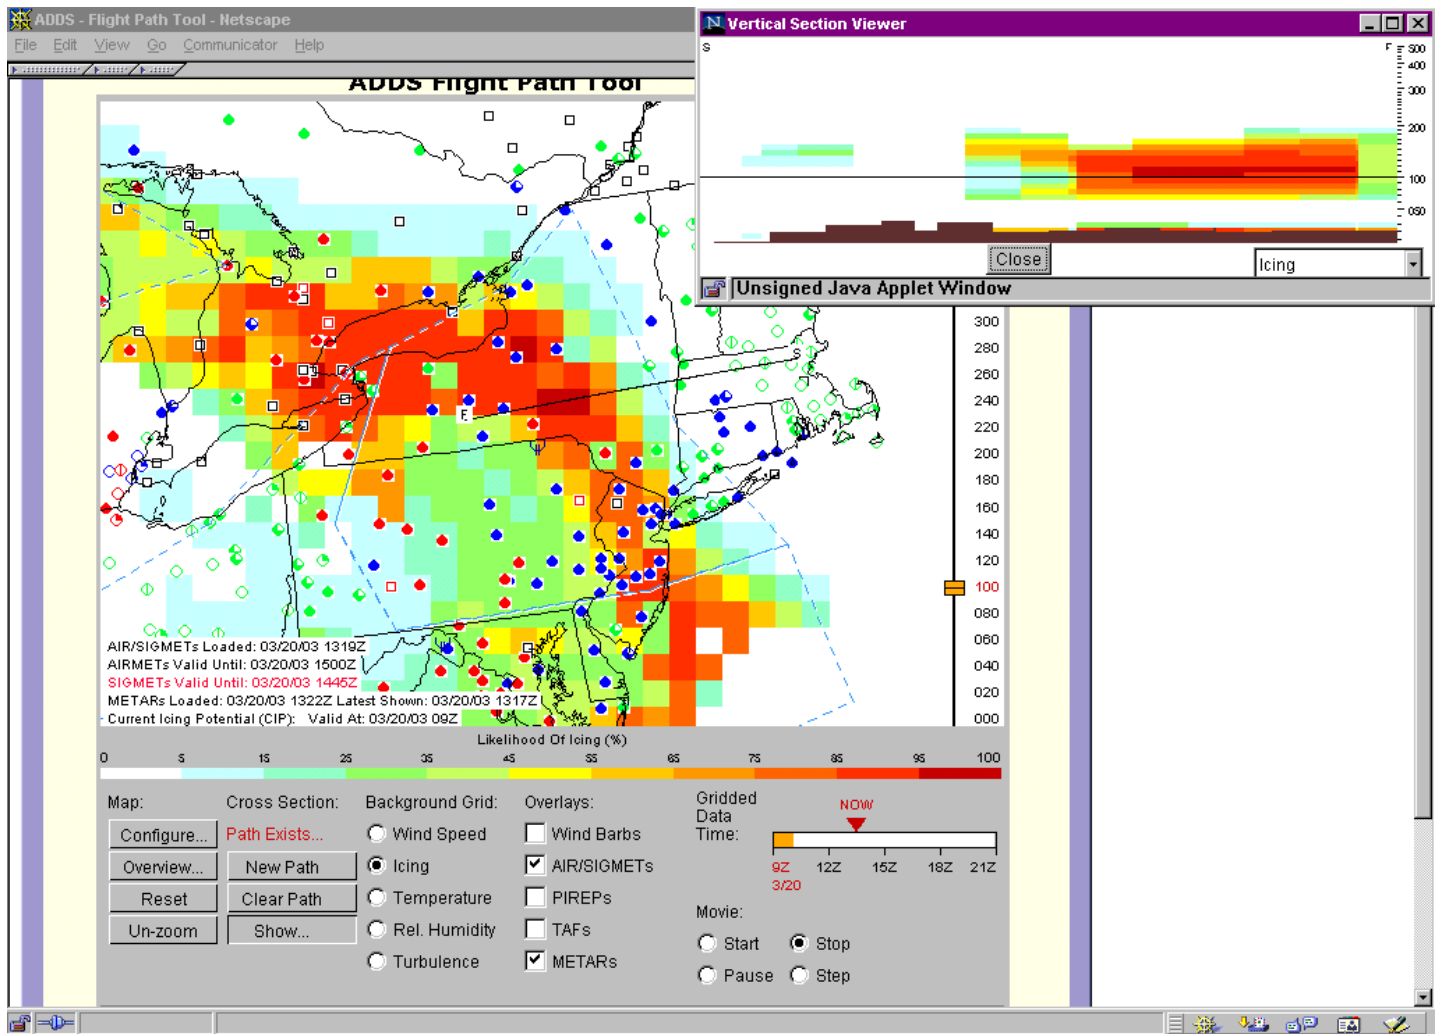 ADDS - Flight Path Tool - Netscape
File Edit View Go Communicator Help
ADDS Flight Path Tool
Vertical Section Viewer
S
F
500
400
300
200
100
050
Close
Icing
Unsigned Java Applet Window
300
280
260
240
220
200
180
160
140
120
100
080
060
040
020
000
S
F
AIR/SIGMETs Loaded: 03/20/03 1319Z
AIRMETs Valid Until: 03/20/03 1500Z
SIGMETs Valid Until: 03/20/03 1445Z
METARs Loaded: 03/20/03 1322Z Latest Shown: 03/20/03 1317Z
Current Icing Potential (CIP): Valid At: 03/20/03 09Z
Likelihood Of Icing (%)
0 5 15 25 35 45 55 65 75 85 95 100
Map:
Configure...
Overview...
Reset
Un-zoom
Cross Section:
Path Exists...
New Path
Clear Path
Show...
Background Grid:
Wind Speed
Icing
Temperature
Rel. Humidity
Turbulence
Overlays:
Wind Barbs
AIR/SIGMETs
PIREPs
TAFs
METARs
Gridded
Data
Time:
NOW
9Z 12Z 15Z 18Z 21Z
3/20
Movie:
Start Stop
Pause Step